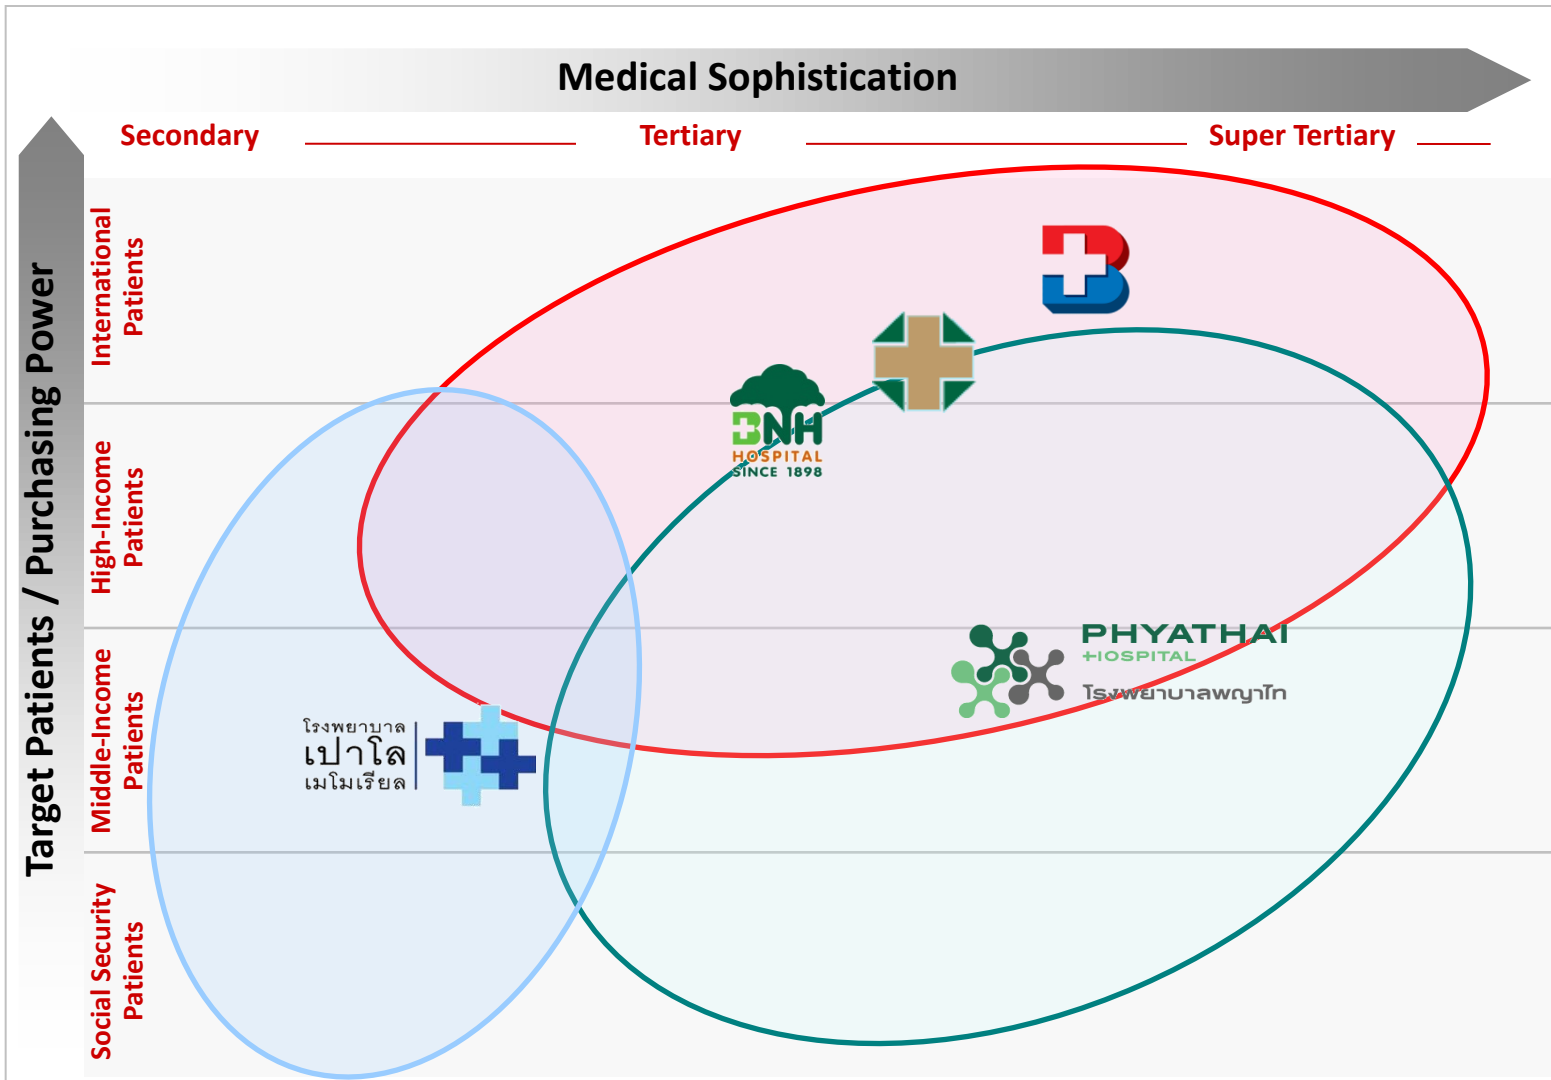 Medical Sophistication
Secondary
Tertiary
Super Tertiary
Target Patients / Purchasing Power
International
Patients
High-Income
Patients
Middle-Income
Patients
Social Security
Patients
BNH
HOSPITAL
SINCE 1898
PHYATHAI
HOSPITAL
โรงพยาบาลพญาไท
โรงพยาบาล
เปาโล
เมโมเรียล